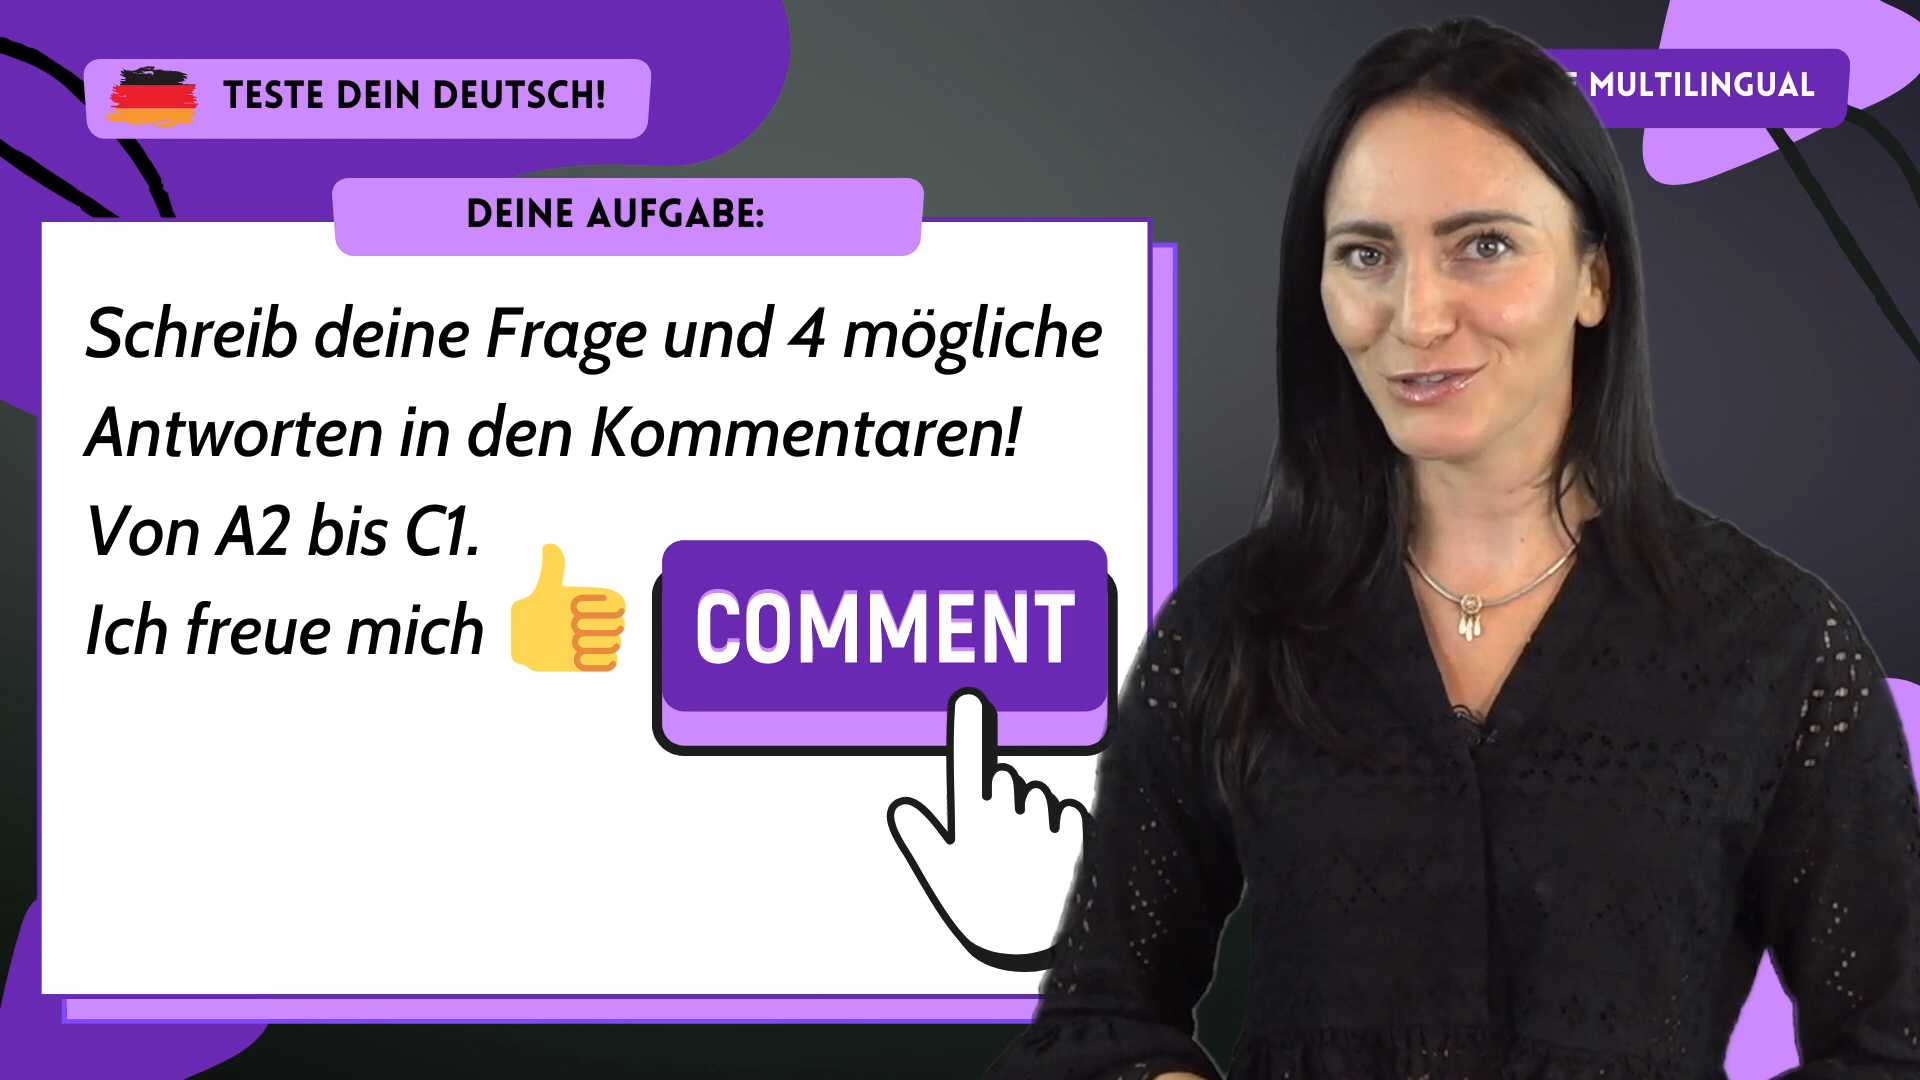 TESTE DEIN DEUTSCH!
MULTILINGUAL
DEINE AUFGABE:
Schreib deine Frage und 4 mögliche
Antworten in den Kommentaren!
Von A2 bis C1.
Ich freue mich
COMMENT